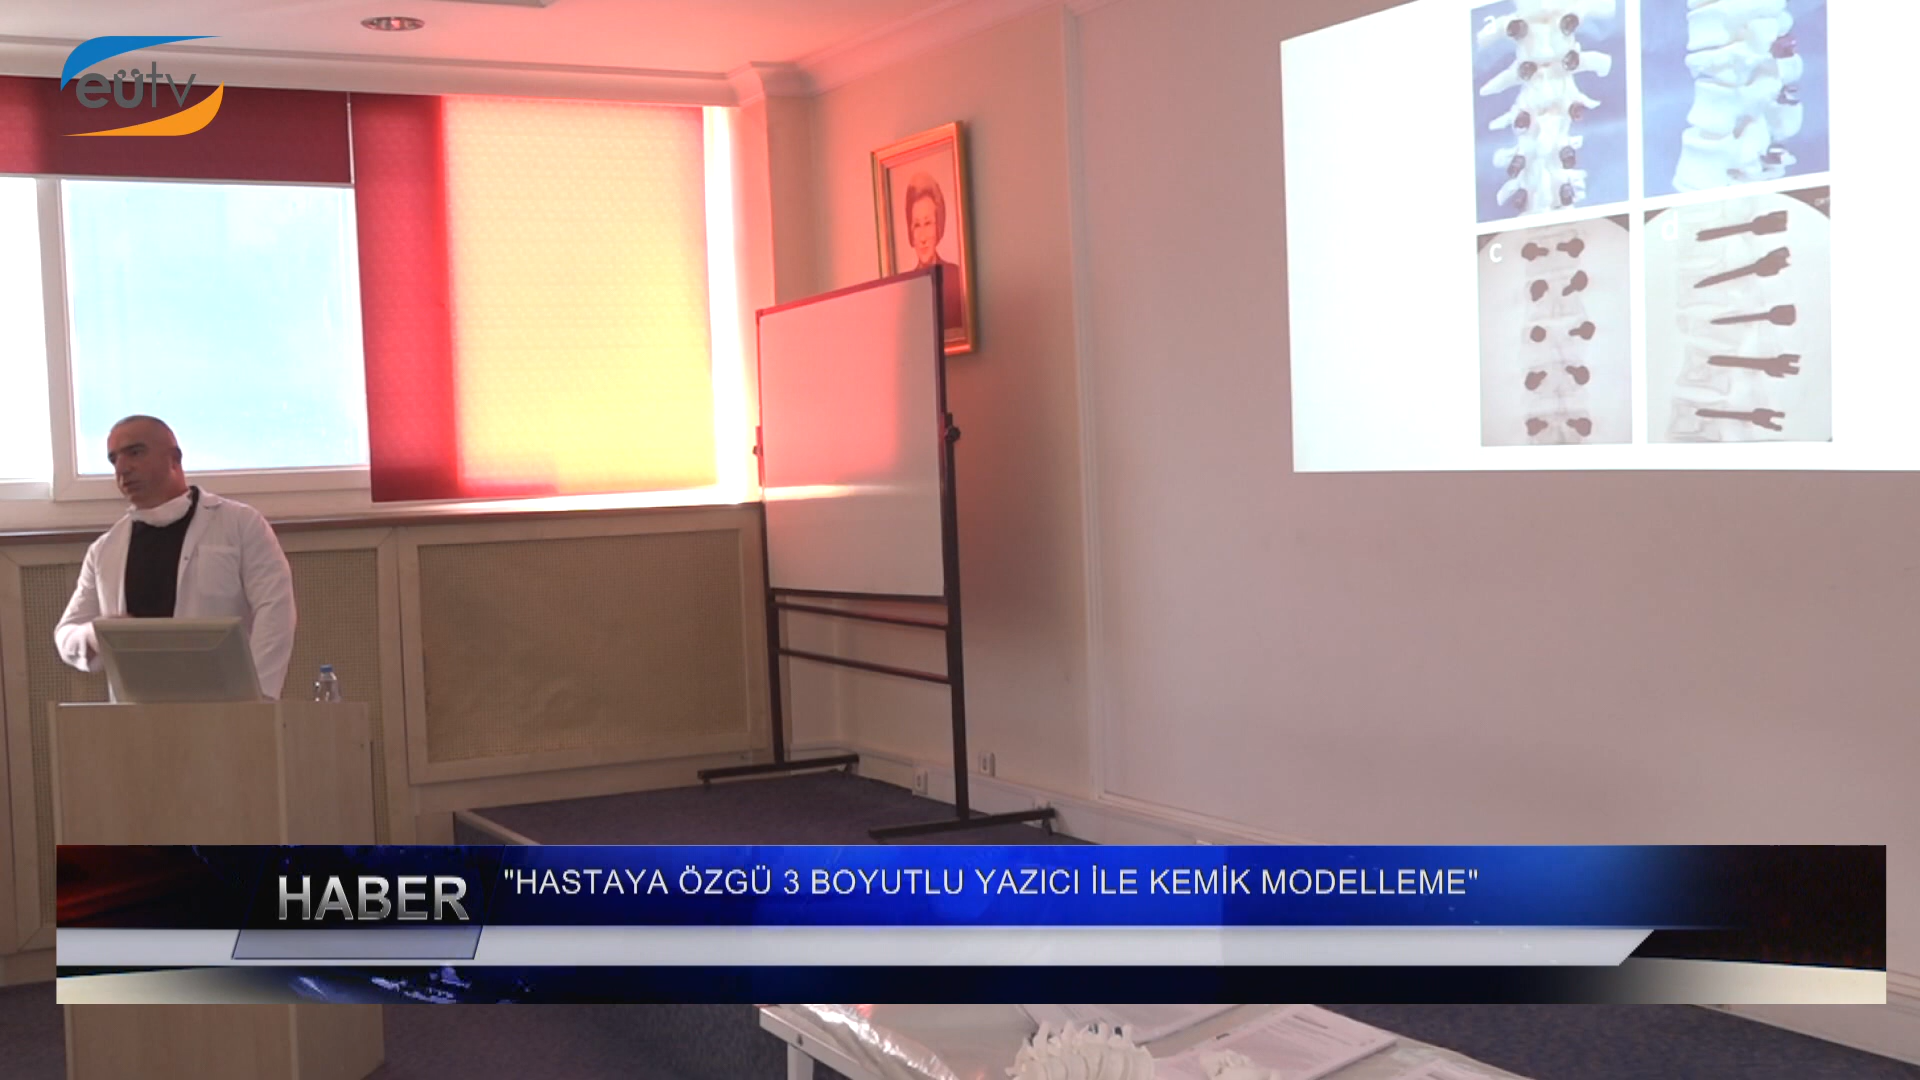 eütv
c
d
HABER
"HASTAYA ÖZGÜ 3 BOYUTLU YAZICI İLE KEMİK MODELLEME"